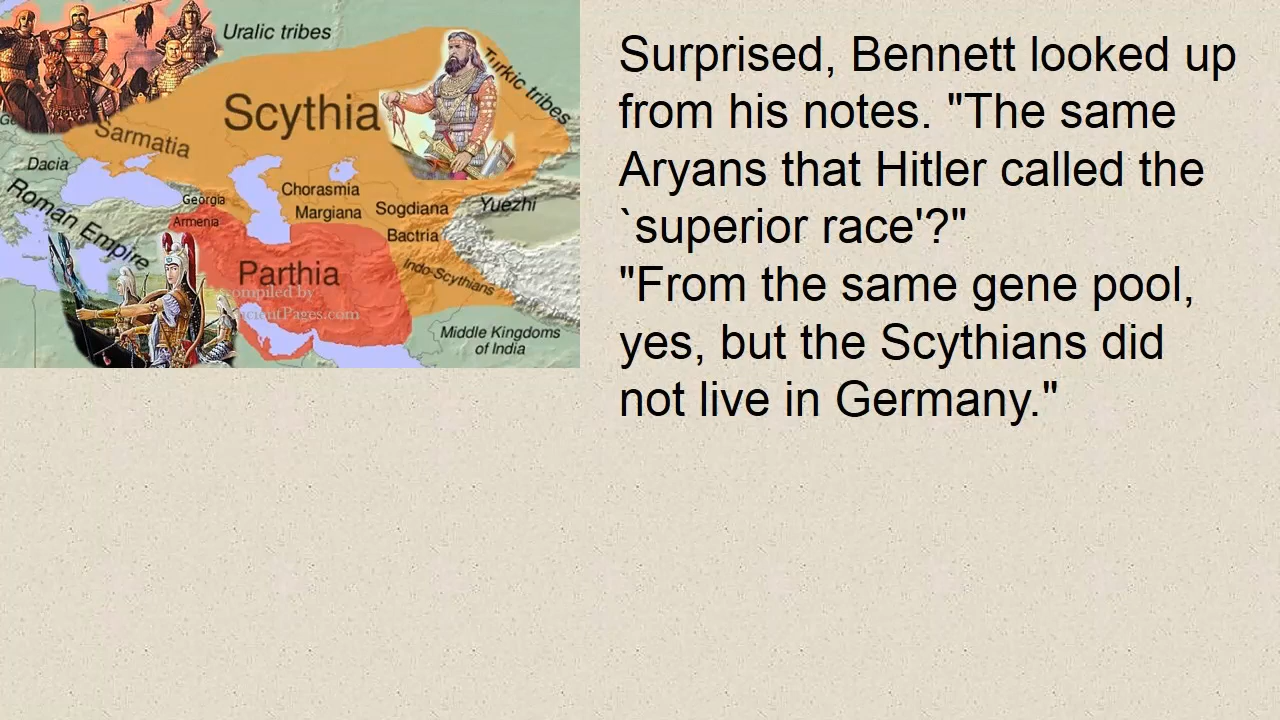 Uralic tribes
Turkic tribes
Scythia
Sarmatia
Dacia
Roman Empire
Georgia
Armenia
Chorasmia
Margiana
Sogdiana
Yuezhi
Bactria
Indo-Scythians
Parthia
Middle Kingdoms
of India
Surprised, Bennett looked up
from his notes. "The same
Aryans that Hitler called the
`superior race'?"
"From the same gene pool,
yes, but the Scythians did
not live in Germany."